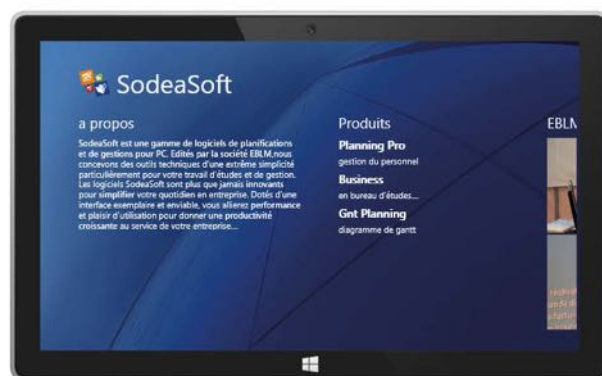 SodeaSoft
a propos
SodeaSoft est une gamme de logiciels de planifications
et de gestions pour PC. Edités par la société EBLM,nous
concevons des outils techniques d'une extrême simplicité
particulièrement pour votre travail d'études et de gestion.
Les logiciels SodeaSoft sont plus que jamais innovants
pour simplifier votre quotidien en entreprise. Dotés d'une
interface exemplaire et enviable, vous allierez performance
et plaisir d'utilisation pour donner une productivité
croissante au service de votre entreprise...
Produits
Planning Pro
gestion du personnel
Business
en bureau d'études...
Gnt Planning
diagramme de gantt
EBLM